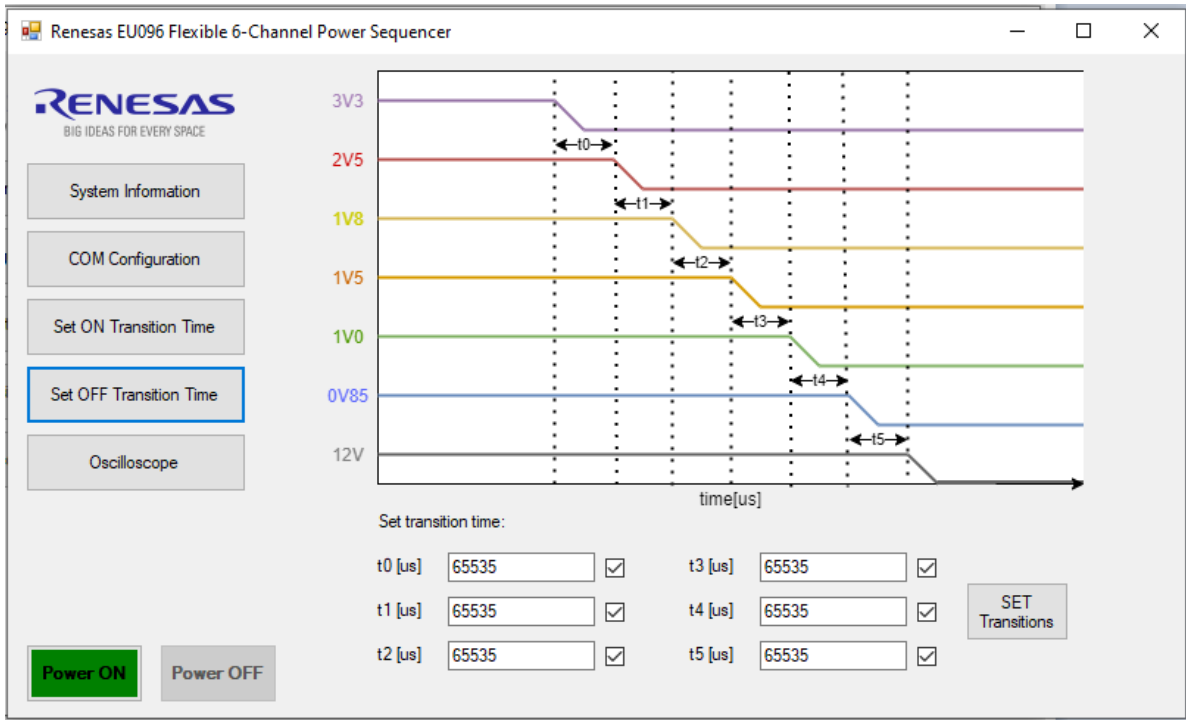 Renesas EU096 Flexible 6-Channel Power Sequencer
RENESAS
BIG IDEAS FOR EVERY SPACE
System Information
COM Configuration
Set ON Transition Time
Set OFF Transition Time
Oscilloscope
3V3
t0
2V5
t1
1V8
t2
1V5
t3
1V0
t4
0V85
t5
12V
time[us]
Set transition time:
t0 [us] 65535
t3 [us] 65535
t1 [us] 65535
t4 [us] 65535
t2 [us] 65535
t5 [us] 65535
SET
Transitions
Power ON
Power OFF